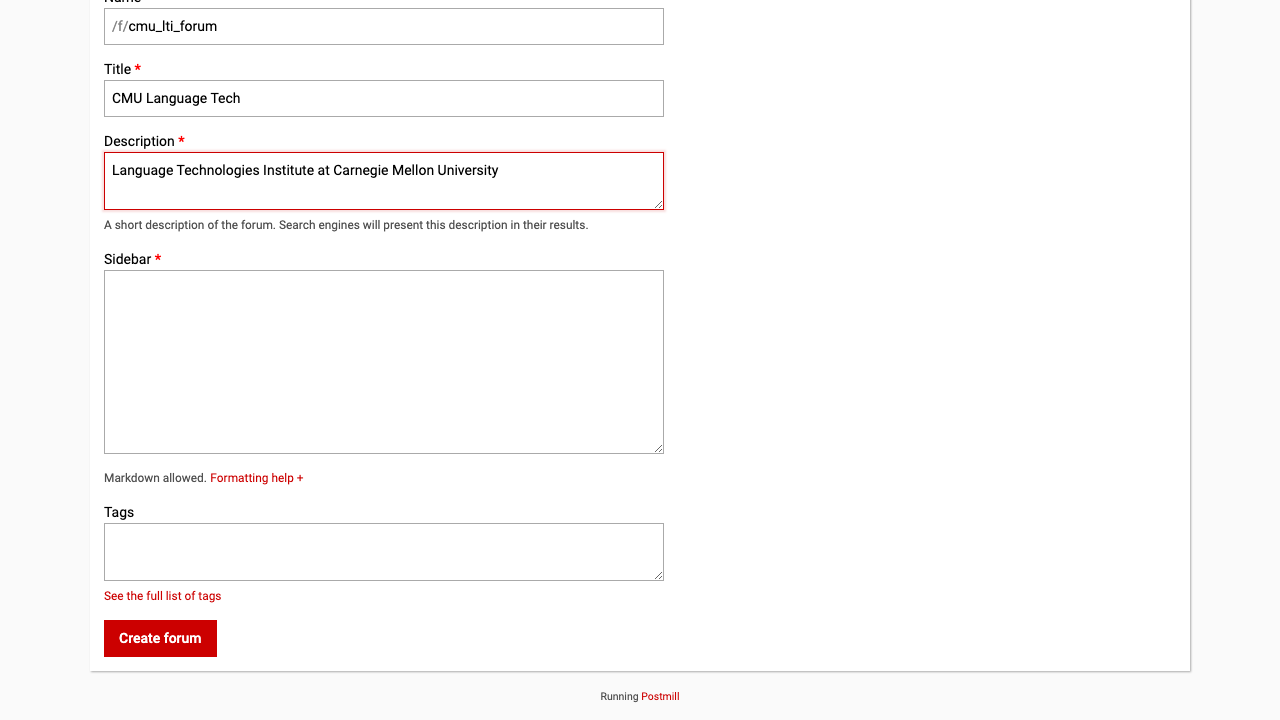 /f/cmu_lti_forum
Title *
CMU Language Tech
Description *
Language Technologies Institute at Carnegie Mellon University
A short description of the forum. Search engines will present this description in their results.
Sidebar *
Markdown allowed. Formatting help +
Tags
See the full list of tags
Create forum
Running Postmill